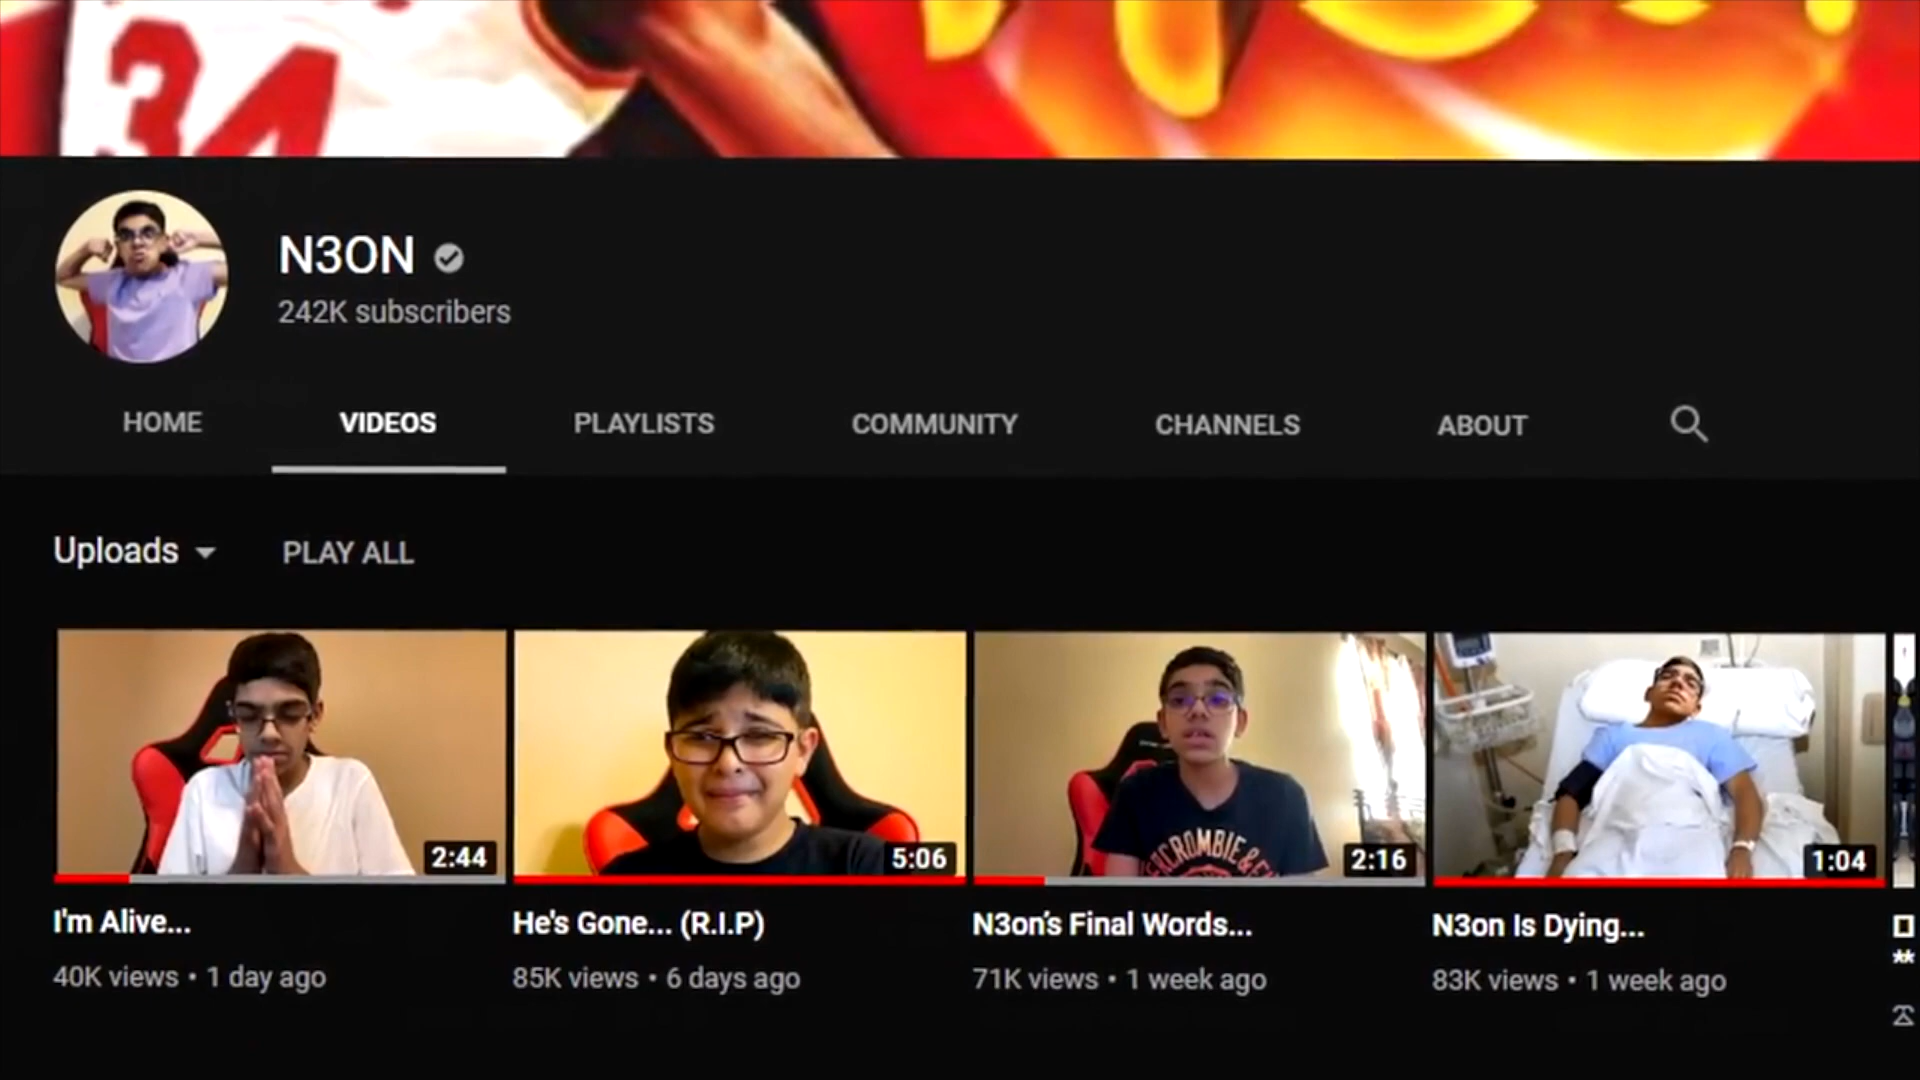 34
N3ON
242K subscribers
HOME VIDEOS PLAYLISTS COMMUNITY CHANNELS ABOUT
Uploads PLAY ALL
2:44 5:06 2:16 1:04
I'm Alive... He's Gone... (R.I.P) N3on's Final Words... N3on Is Dying...
40K views • 1 day ago 85K views • 6 days ago 71K views • 1 week ago 83K views • 1 week ago